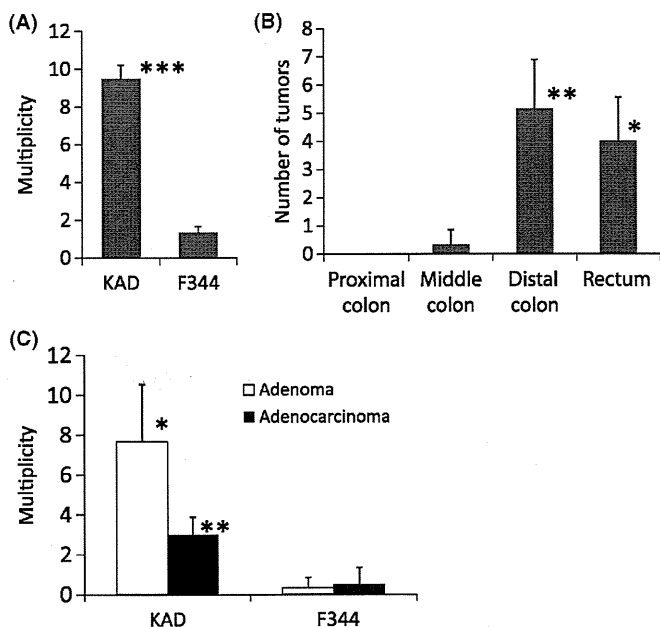 (A)
12
10
8
6
4
2
0
Multiplicity
***
KAD
F344
(B)
8
7
6
5
4
3
2
1
0
Number of tumors
**
*
Proximal colon
Middle colon
Distal colon
Rectum
(C)
12
10
8
6
4
2
0
Multiplicity
*
**
Adenoma
Adenocarcinoma
KAD
F344